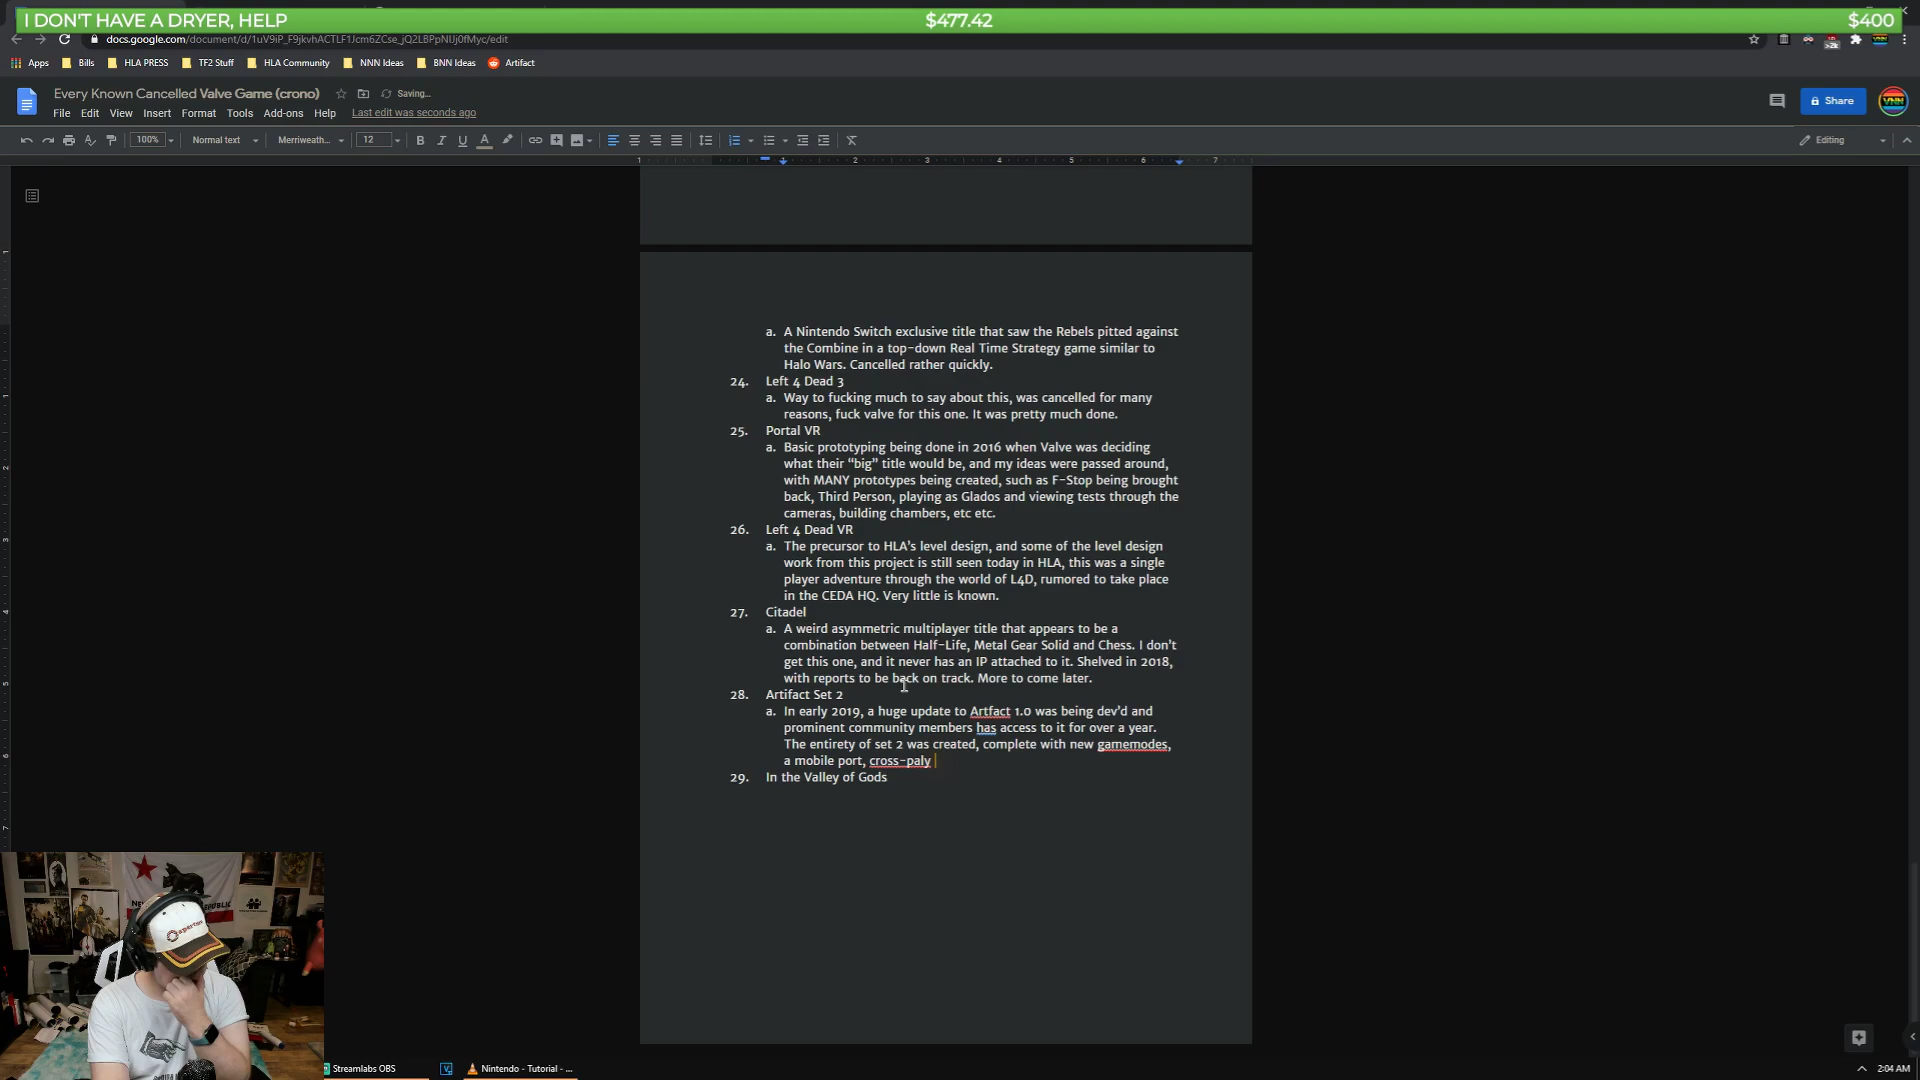 I DON'T HAVE A DRYER, HELP $477.42 $400
docs.google.com/document/d/1uV9iP_F9jkvhACTLF1Jcm6ZCse_jQ2LBPpNUj0fMyc/edit
Apps Bills HLA PRESS TF2 Stuff HLA Community NNN Ideas BNN Ideas Artifact
Every Known Cancelled Valve Game (crono) Saving...
File Edit View Insert Format Tools Add-ons Help Last edit was seconds ago
Share
VNN
100% Normal text Merriweath... 12 B I U A Editing
1 1 2 3 4 5 6 7
a. A Nintendo Switch exclusive title that saw the Rebels pitted against
the Combine in a top-down Real Time Strategy game similar to
Halo Wars. Cancelled rather quickly.
24. Left 4 Dead 3
a. Way to fucking much to say about this, was cancelled for many
reasons, fuck valve for this one. It was pretty much done.
25. Portal VR
a. Basic prototyping being done in 2016 when Valve was deciding
what their “big” title would be, and my ideas were passed around,
with MANY prototypes being created, such as F-Stop being brought
back, Third Person, playing as Glados and viewing tests through the
cameras, building chambers, etc etc.
26. Left 4 Dead VR
a. The precursor to HLA’s level design, and some of the level design
work from this project is still seen today in HLA, this was a single
player adventure through the world of L4D, rumored to take place
in the CEDA HQ. Very little is known.
27. Citadel
a. A weird asymmetric multiplayer title that appears to be a
combination between Half-Life, Metal Gear Solid and Chess. I don’t
get this one, and it never has an IP attached to it. Shelved in 2018,
with reports to be back on track. More to come later.
28. Artifact Set 2
a. In early 2019, a huge update to Artfact 1.0 was being dev’d and
prominent community members has access to it for over a year.
The entirety of set 2 was created, complete with new gamemodes,
a mobile port, cross-paly
29. In the Valley of Gods
Streamlabs OBS Nintendo - Tutorial - ... 2:04 AM